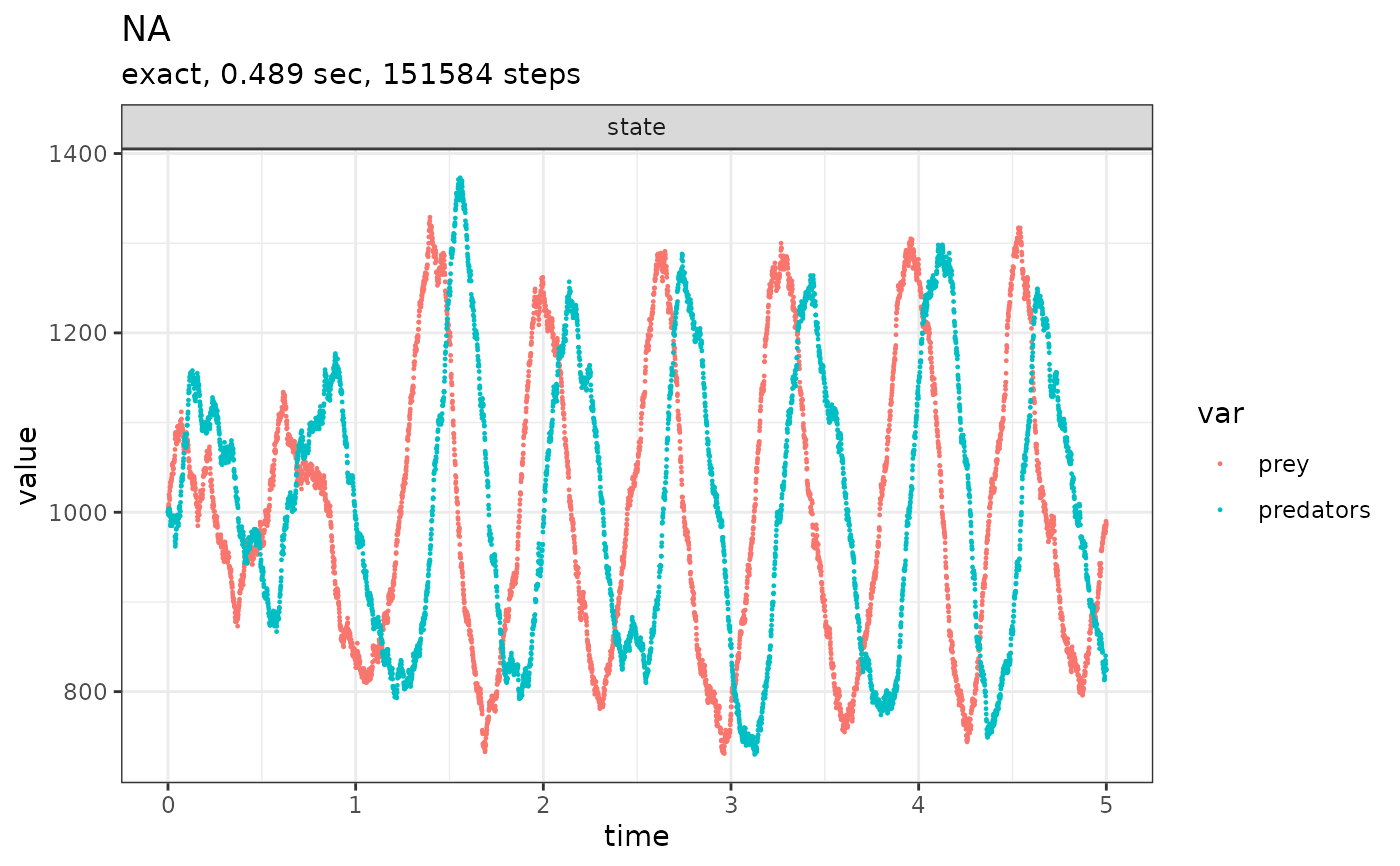 NA
exact, 0.489 sec, 151584 steps
state
1400
1200
1000
800
value
0 1 2 3 4 5
time
var
prey
predators